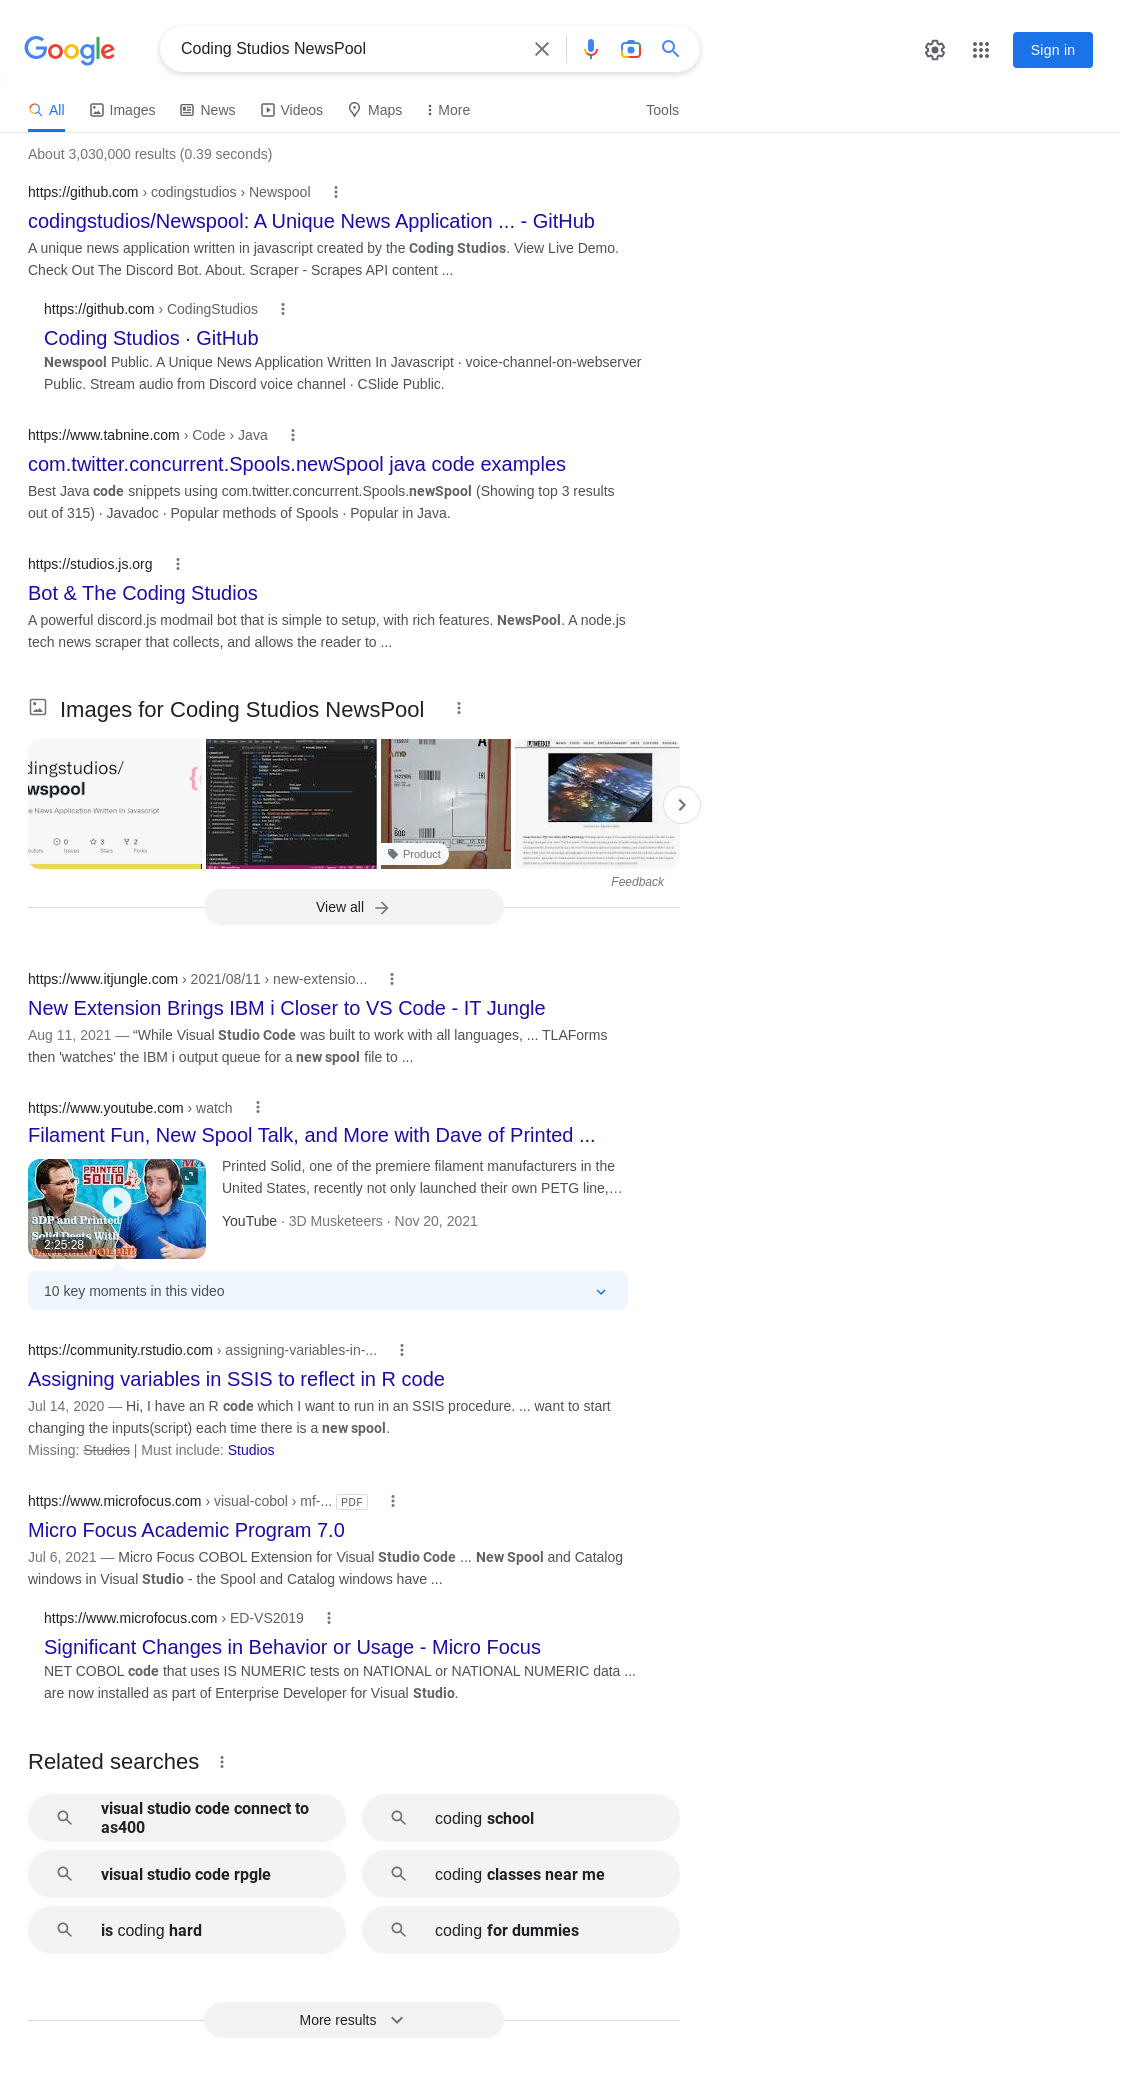 Google
Coding Studios NewsPool
Sign in
All
Images
News
Videos
Maps
More
Tools
About 3,030,000 results (0.39 seconds)
https://github.com › codingstudios › Newspool
codingstudios/Newspool: A Unique News Application ... - GitHub
A unique news application written in javascript created by the Coding Studios. View Live Demo.
Check Out The Discord Bot. About. Scraper - Scrapes API content ...
https://github.com › CodingStudios
Coding Studios · GitHub
Newspool Public. A Unique News Application Written In Javascript · voice-channel-on-webserver
Public. Stream audio from Discord voice channel · CSlide Public.
https://www.tabnine.com › Code › Java
com.twitter.concurrent.Spools.newSpool java code examples
Best Java code snippets using com.twitter.concurrent.Spools.newSpool (Showing top 3 results
out of 315) · Javadoc · Popular methods of Spools · Popular in Java.
https://studios.js.org
Bot & The Coding Studios
A powerful discord.js modmail bot that is simple to setup, with rich features. NewsPool. A node.js
tech news scraper that collects, and allows the reader to ...
Images for Coding Studios NewsPool
dingstudios/
wspool
e News Application Written In Javascript
0
3
2
Issues
Stars
Forks
Product
Feedback
View all
https://www.itjungle.com › 2021/08/11 › new-extensio...
New Extension Brings IBM i Closer to VS Code - IT Jungle
Aug 11, 2021 — “While Visual Studio Code was built to work with all languages, ... TLAForms
then 'watches' the IBM i output queue for a new spool file to ...
https://www.youtube.com › watch
Filament Fun, New Spool Talk, and More with Dave of Printed ...
PRINTED
SOLID
3DP and Printed
Solid Deets With
2:25:28
Printed Solid, one of the premiere filament manufacturers in the
United States, recently not only launched their own PETG line,…
YouTube · 3D Musketeers · Nov 20, 2021
10 key moments in this video
https://community.rstudio.com › assigning-variables-in-...
Assigning variables in SSIS to reflect in R code
Jul 14, 2020 — Hi, I have an R code which I want to run in an SSIS procedure. ... want to start
changing the inputs(script) each time there is a new spool.
Missing: Studios | Must include: Studios
https://www.microfocus.com › visual-cobol › mf-... PDF
Micro Focus Academic Program 7.0
Jul 6, 2021 — Micro Focus COBOL Extension for Visual Studio Code ... New Spool and Catalog
windows in Visual Studio - the Spool and Catalog windows have ...
https://www.microfocus.com › ED-VS2019
Significant Changes in Behavior or Usage - Micro Focus
NET COBOL code that uses IS NUMERIC tests on NATIONAL or NATIONAL NUMERIC data ...
are now installed as part of Enterprise Developer for Visual Studio.
Related searches
visual studio code connect to
as400
coding school
visual studio code rpgle
coding classes near me
is coding hard
coding for dummies
More results